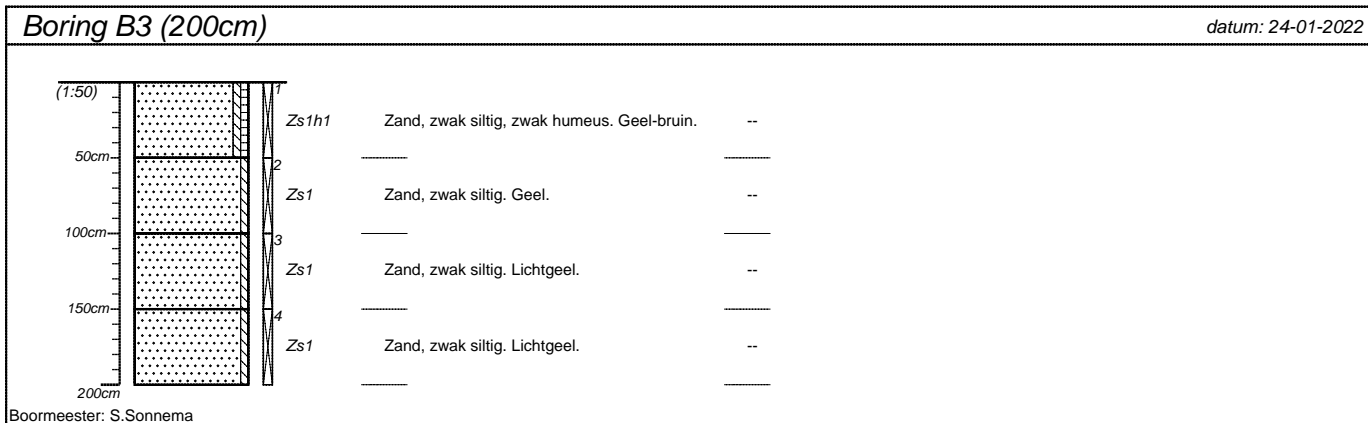 Boring B3 (200cm) datum: 24-01-2022
(1:50) 1
Zs1h1 Zand, zwak siltig, zwak humeus. Geel-bruin. --
50cm
2
Zs1 Zand, zwak siltig. Geel. --
100cm
3
Zs1 Zand, zwak siltig. Lichtgeel. --
150cm
4
Zs1 Zand, zwak siltig. Lichtgeel. --
200cm
Boormeester: S.Sonnema